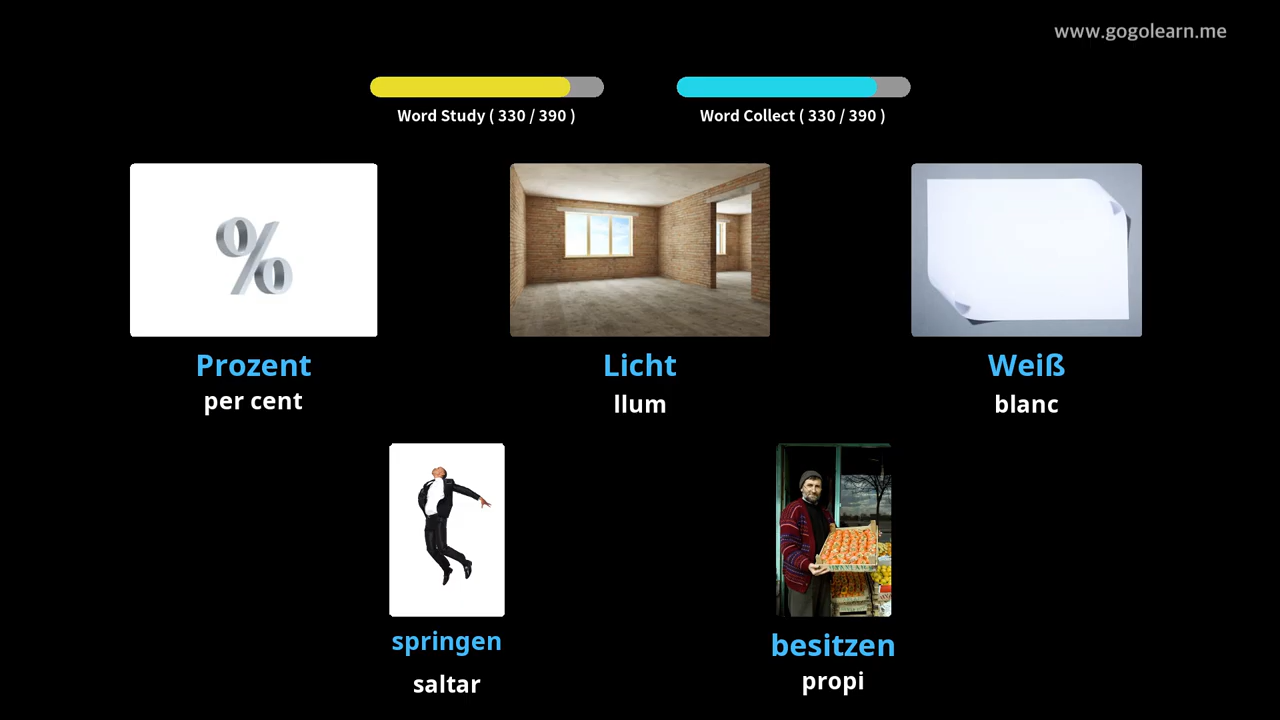 www.gogolearn.me
Word Study ( 330 / 390 )
Word Collect ( 330 / 390 )
Prozent
per cent
Licht
llum
Weiß
blanc
springen
saltar
besitzen
propi